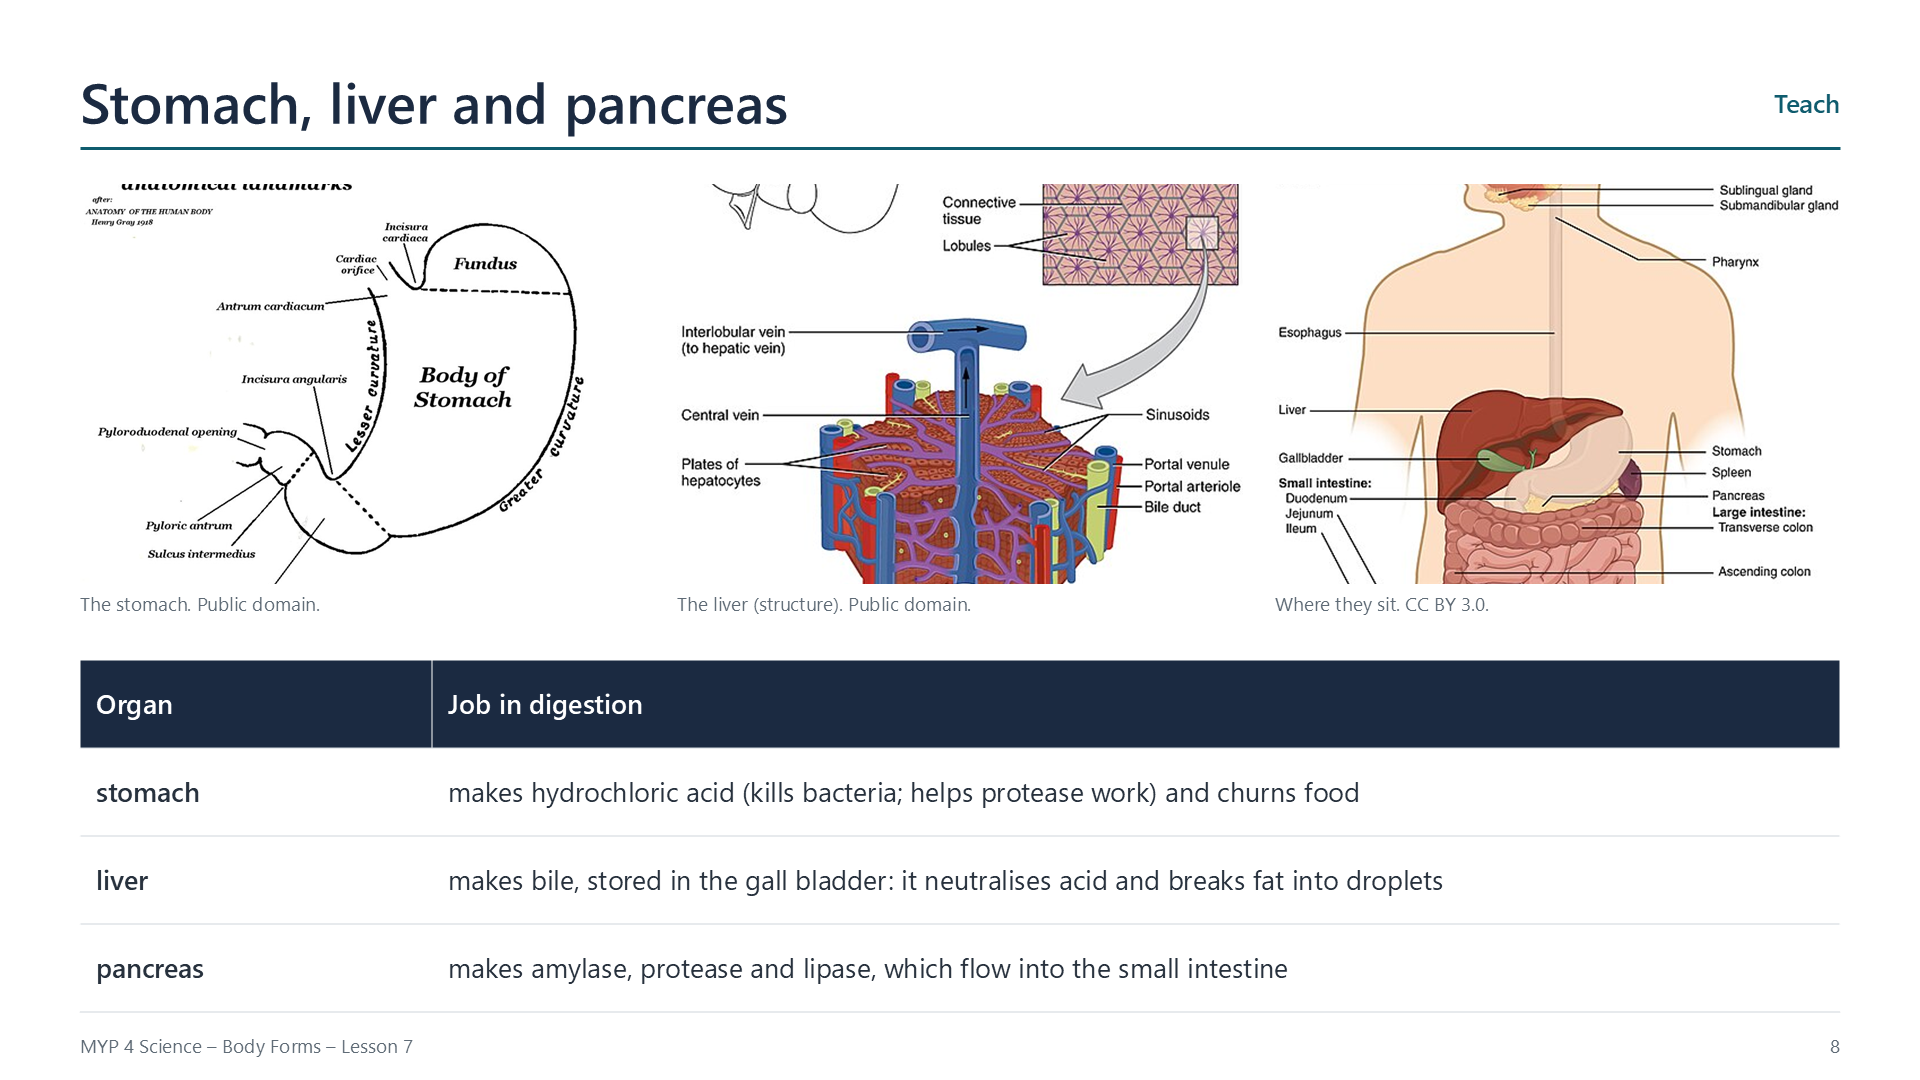 Stomach, liver and pancreas
Teach
anatomical landmarks
after:
ANATOMY OF THE HUMAN BODY
Henry Gray 1918
Incisura
cardiaca
Cardiac
orifice
Fundus
Antrum cardiacum
Lesser curvature
Incisura angularis
Body of
Stomach
Greater curvature
Pyloroduodenal opening
Pyloric antrum
Sulcus intermedius
Connective
tissue
Lobules
Interlobular vein
(to hepatic vein)
Central vein
Sinusoids
Plates of
hepatocytes
Portal venule
Portal arteriole
Bile duct
Sublingual gland
Submandibular gland
Pharynx
Esophagus
Liver
Gallbladder
Small intestine:
Duodenum
Jejunum
Ileum
Stomach
Spleen
Pancreas
Large intestine:
Transverse colon
Ascending colon
The stomach. Public domain.
The liver (structure). Public domain.
Where they sit. CC BY 3.0.
Organ
Job in digestion
stomach
makes hydrochloric acid (kills bacteria; helps protease work) and churns food
liver
makes bile, stored in the gall bladder: it neutralises acid and breaks fat into droplets
pancreas
makes amylase, protease and lipase, which flow into the small intestine
MYP 4 Science – Body Forms – Lesson 7
8